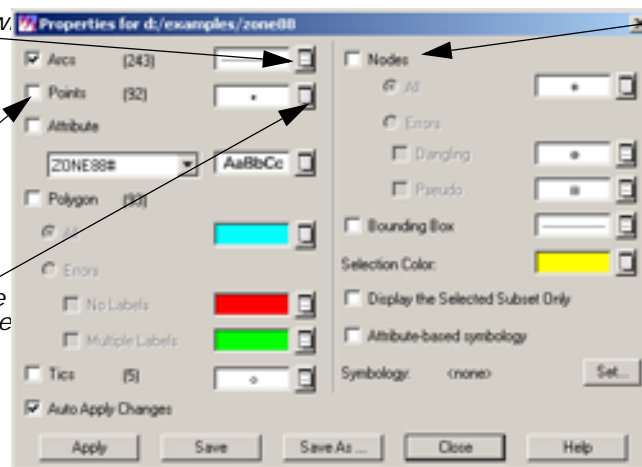 Properties for d:/examples/zone88
Arcs (243)
Points (92)
Attribute
ZONE88# AaBbCc
Polygon (93)
All
Errors
No Labels
Multiple Labels
Tics (5)
Auto Apply Changes
Nodes
All
Errors
Dangling
Pseudo
Bounding Box
Selection Color:
Display the Selected Subset Only
Attribute-based symbology
Symbology: <none> Set...
Apply Save Save As ... Close Help